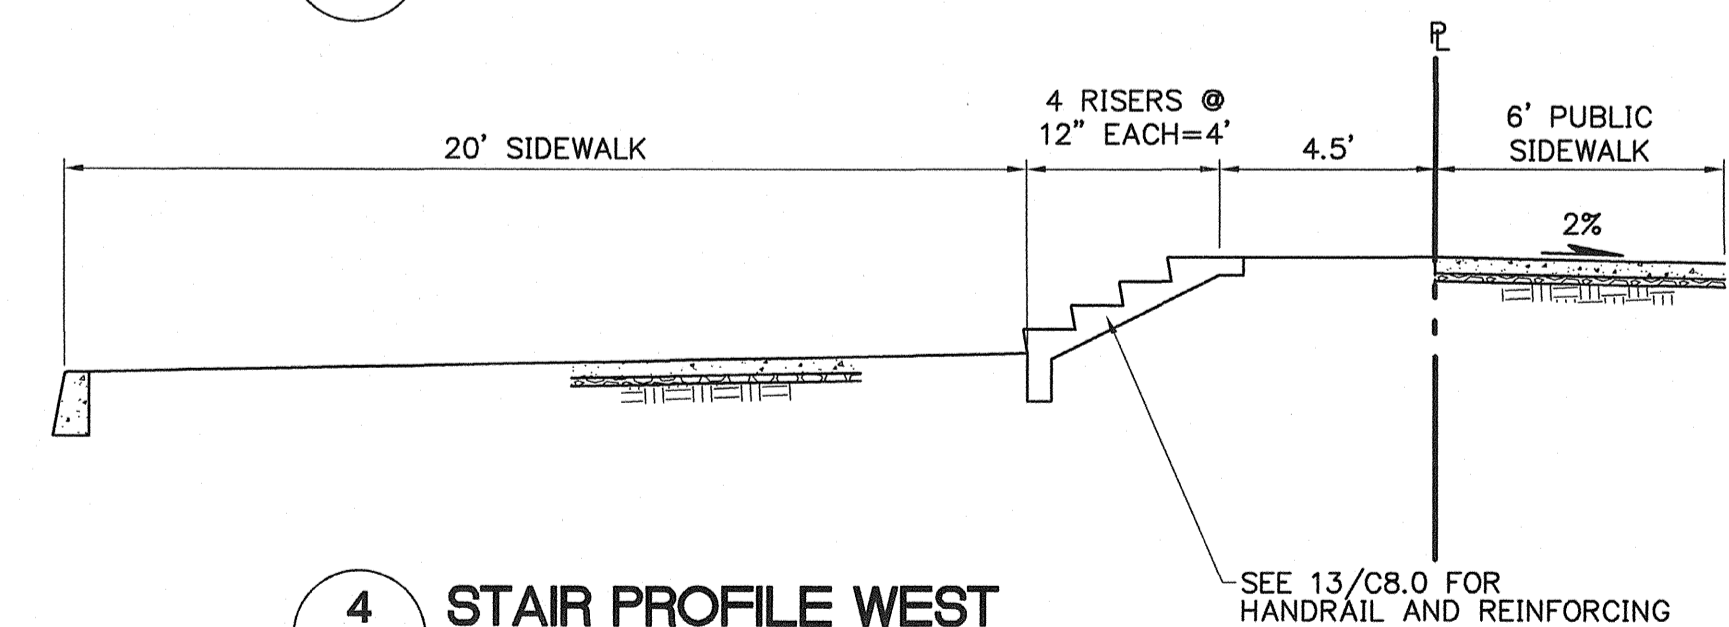 PL
4 RISERS @
12" EACH=4'
6' PUBLIC
SIDEWALK
20' SIDEWALK
4.5'
2%
SEE 13/C8.0 FOR
HANDRAIL AND REINFORCING
4
STAIR PROFILE WEST